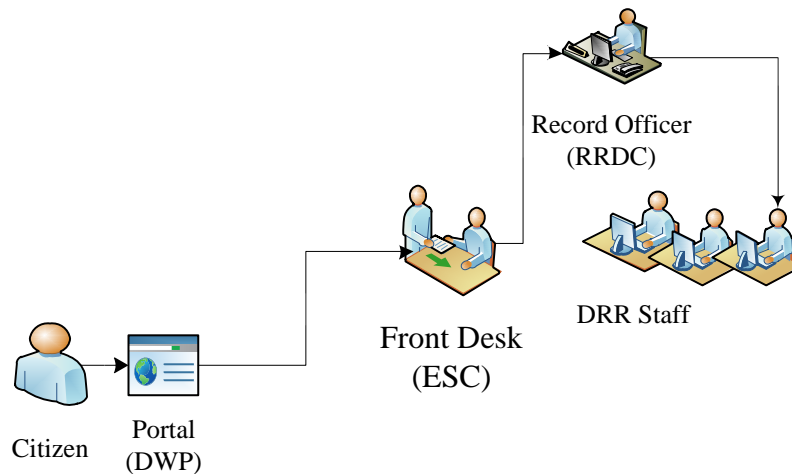 Record Officer
(RRDC)
DRR Staff
Front Desk
(ESC)
Citizen
Portal
(DWP)